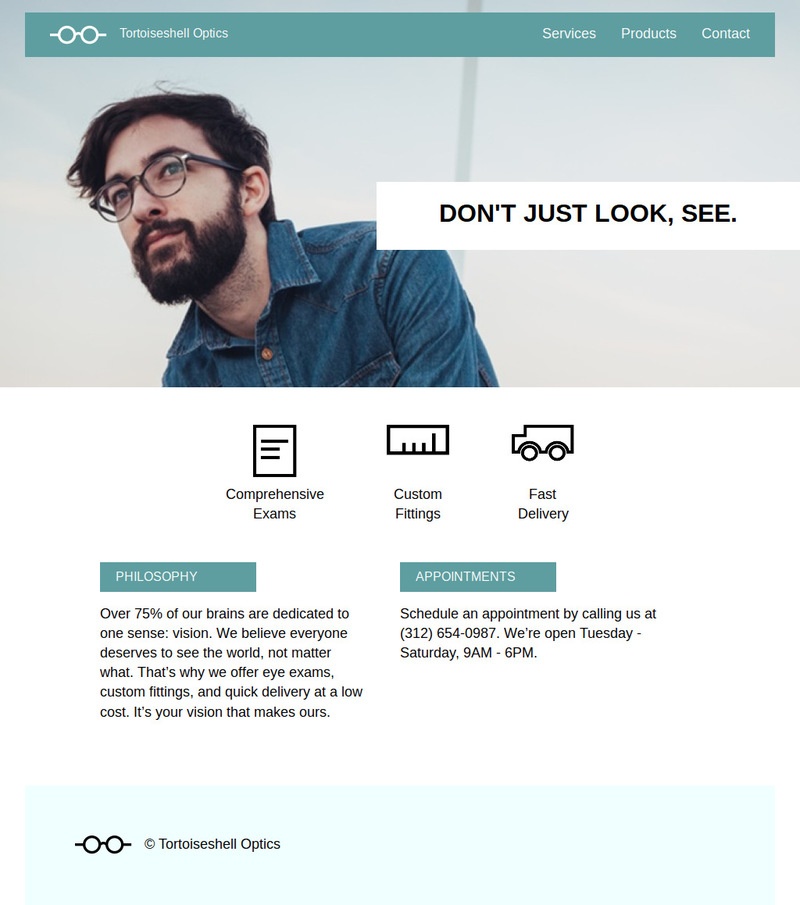 Tortoiseshell Optics
Services Products Contact
DON'T JUST LOOK, SEE.
Comprehensive
Exams
Custom
Fittings
Fast
Delivery
PHILOSOPHY
Over 75% of our brains are dedicated to
one sense: vision. We believe everyone
deserves to see the world, not matter
what. That’s why we offer eye exams,
custom fittings, and quick delivery at a low
cost. It’s your vision that makes ours.
APPOINTMENTS
Schedule an appointment by calling us at
(312) 654-0987. We’re open Tuesday -
Saturday, 9AM - 6PM.
© Tortoiseshell Optics